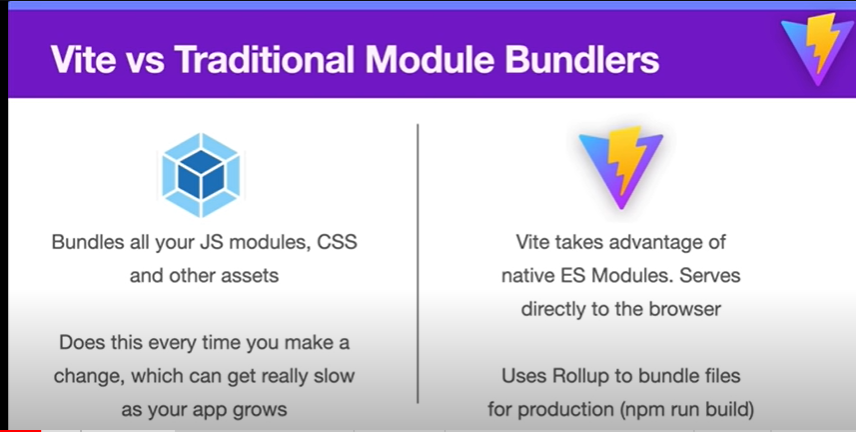 Vite vs Traditional Module Bundlers
Bundles all your JS modules, CSS
and other assets
Does this every time you make a
change, which can get really slow
as your app grows
Vite takes advantage of
native ES Modules. Serves
directly to the browser
Uses Rollup to bundle files
for production (npm run build)